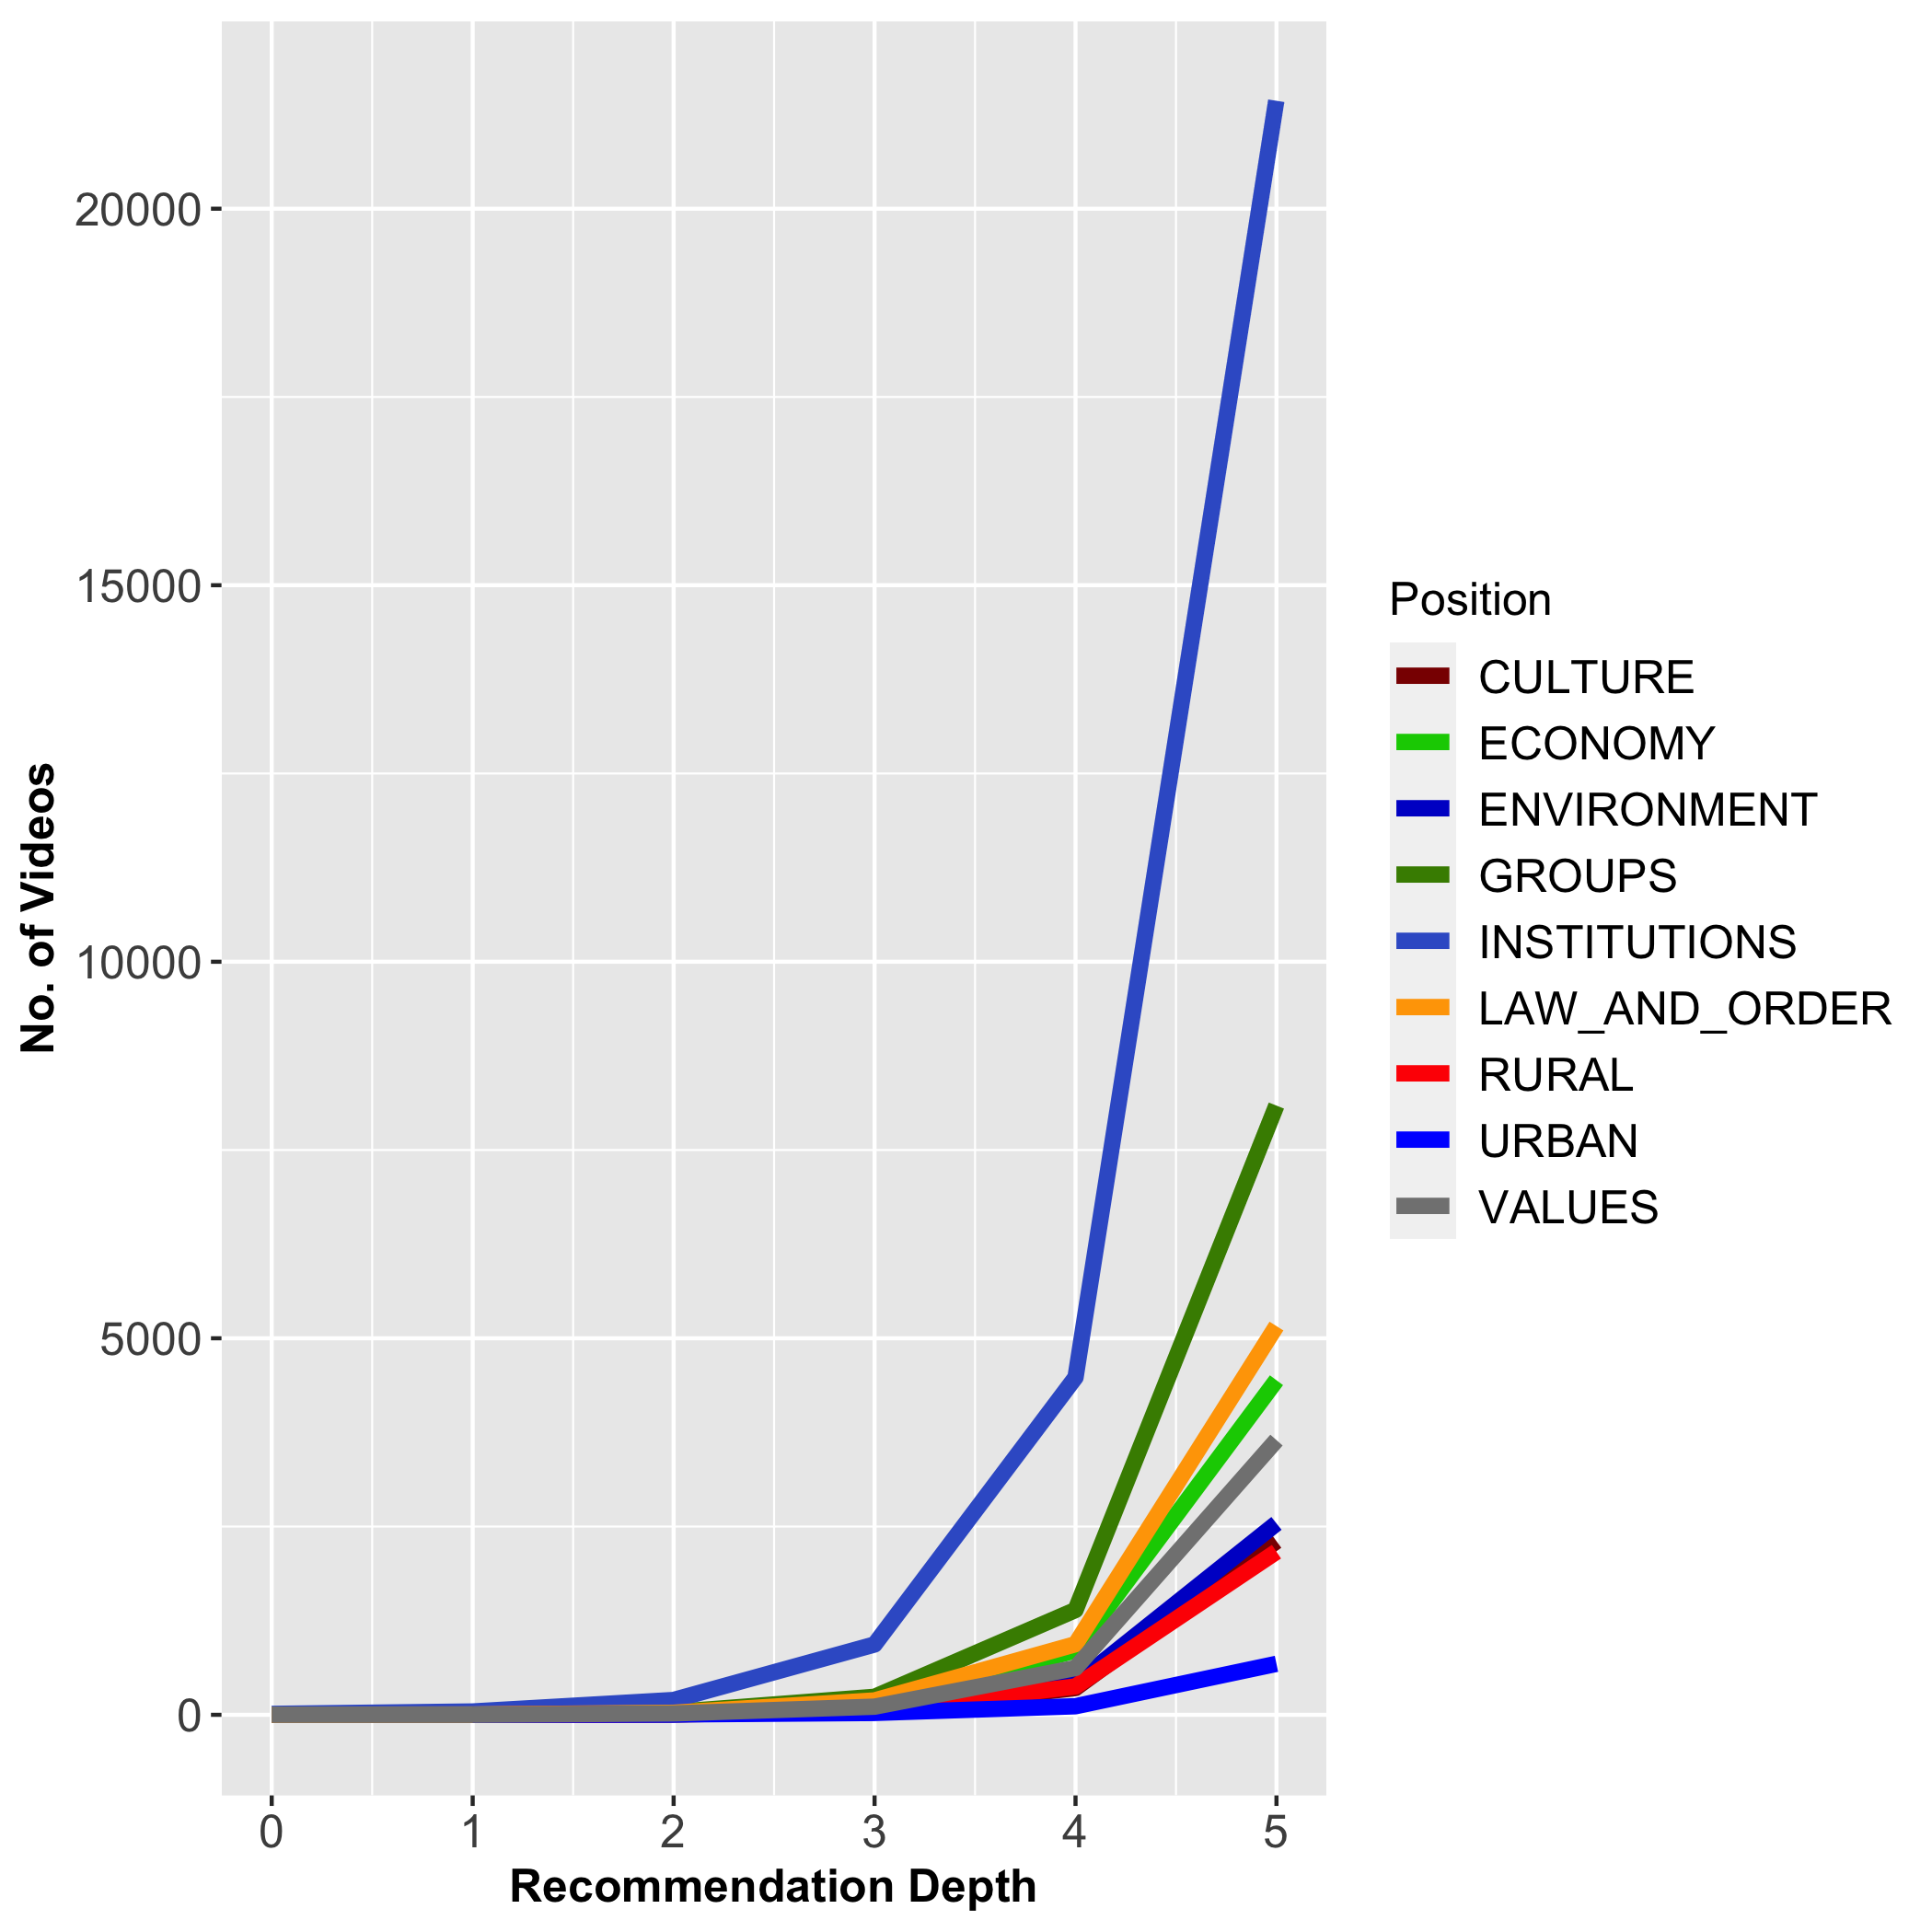 No. of Videos
20000
15000
10000
5000
0
0 1 2 3 4 5
Recommendation Depth
Position
CULTURE
ECONOMY
ENVIRONMENT
GROUPS
INSTITUTIONS
LAW_AND_ORDER
RURAL
URBAN
VALUES